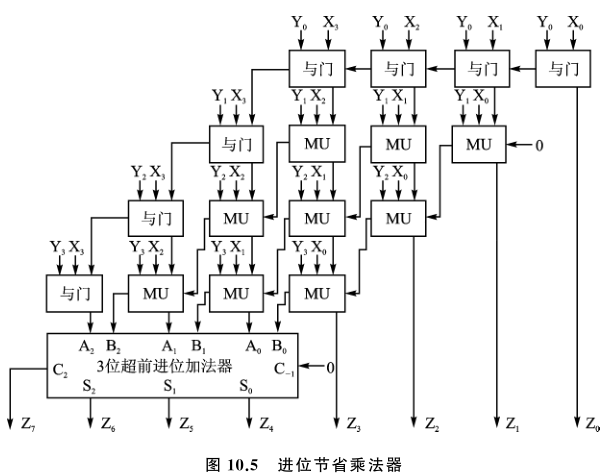 Y₀ X₃ Y₀ X₂ Y₀ X₁ Y₀ X₀
与门 与门 与门 与门
Y₁ X₃ Y₁ X₂ Y₁ X₁ Y₁ X₀
与门 MU MU MU 0
Y₂ X₃ Y₂ X₂ Y₂ X₁ Y₂ X₀
与门 MU MU MU
Y₃ X₃ Y₃ X₂ Y₃ X₁ Y₃ X₀
与门 MU MU MU
A₂ B₂ A₁ B₁ A₀ B₀
C₂ 3位超前进位加法器 C₋₁ 0
S₂ S₁ S₀
Z₇ Z₆ Z₅ Z₄ Z₃ Z₂ Z₁ Z₀
图 10.5 进位节省乘法器